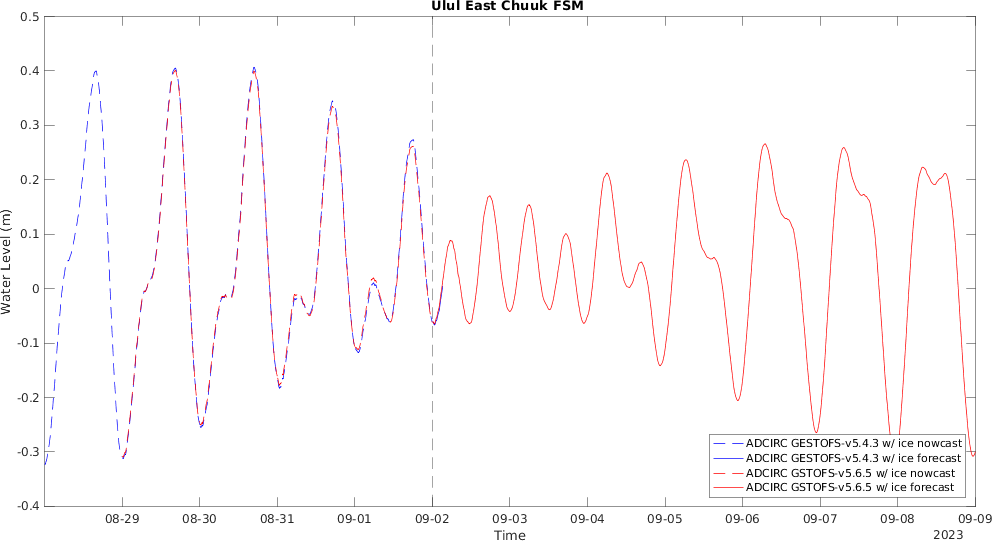 Ulul East Chuuk FSM
0.5
0.4
0.3
0.2
0.1
0
-0.1
-0.2
-0.3
-0.4
Water Level (m)
ADCIRC GESTOFS-v5.4.3 w/ ice nowcast
ADCIRC GESTOFS-v5.4.3 w/ ice forecast
ADCIRC GSTOFS-v5.6.5 w/ ice nowcast
ADCIRC GSTOFS-v5.6.5 w/ ice forecast
08-29 08-30 08-31 09-01 09-02 09-03 09-04 09-05 09-06 09-07 09-08 09-09
Time 2023